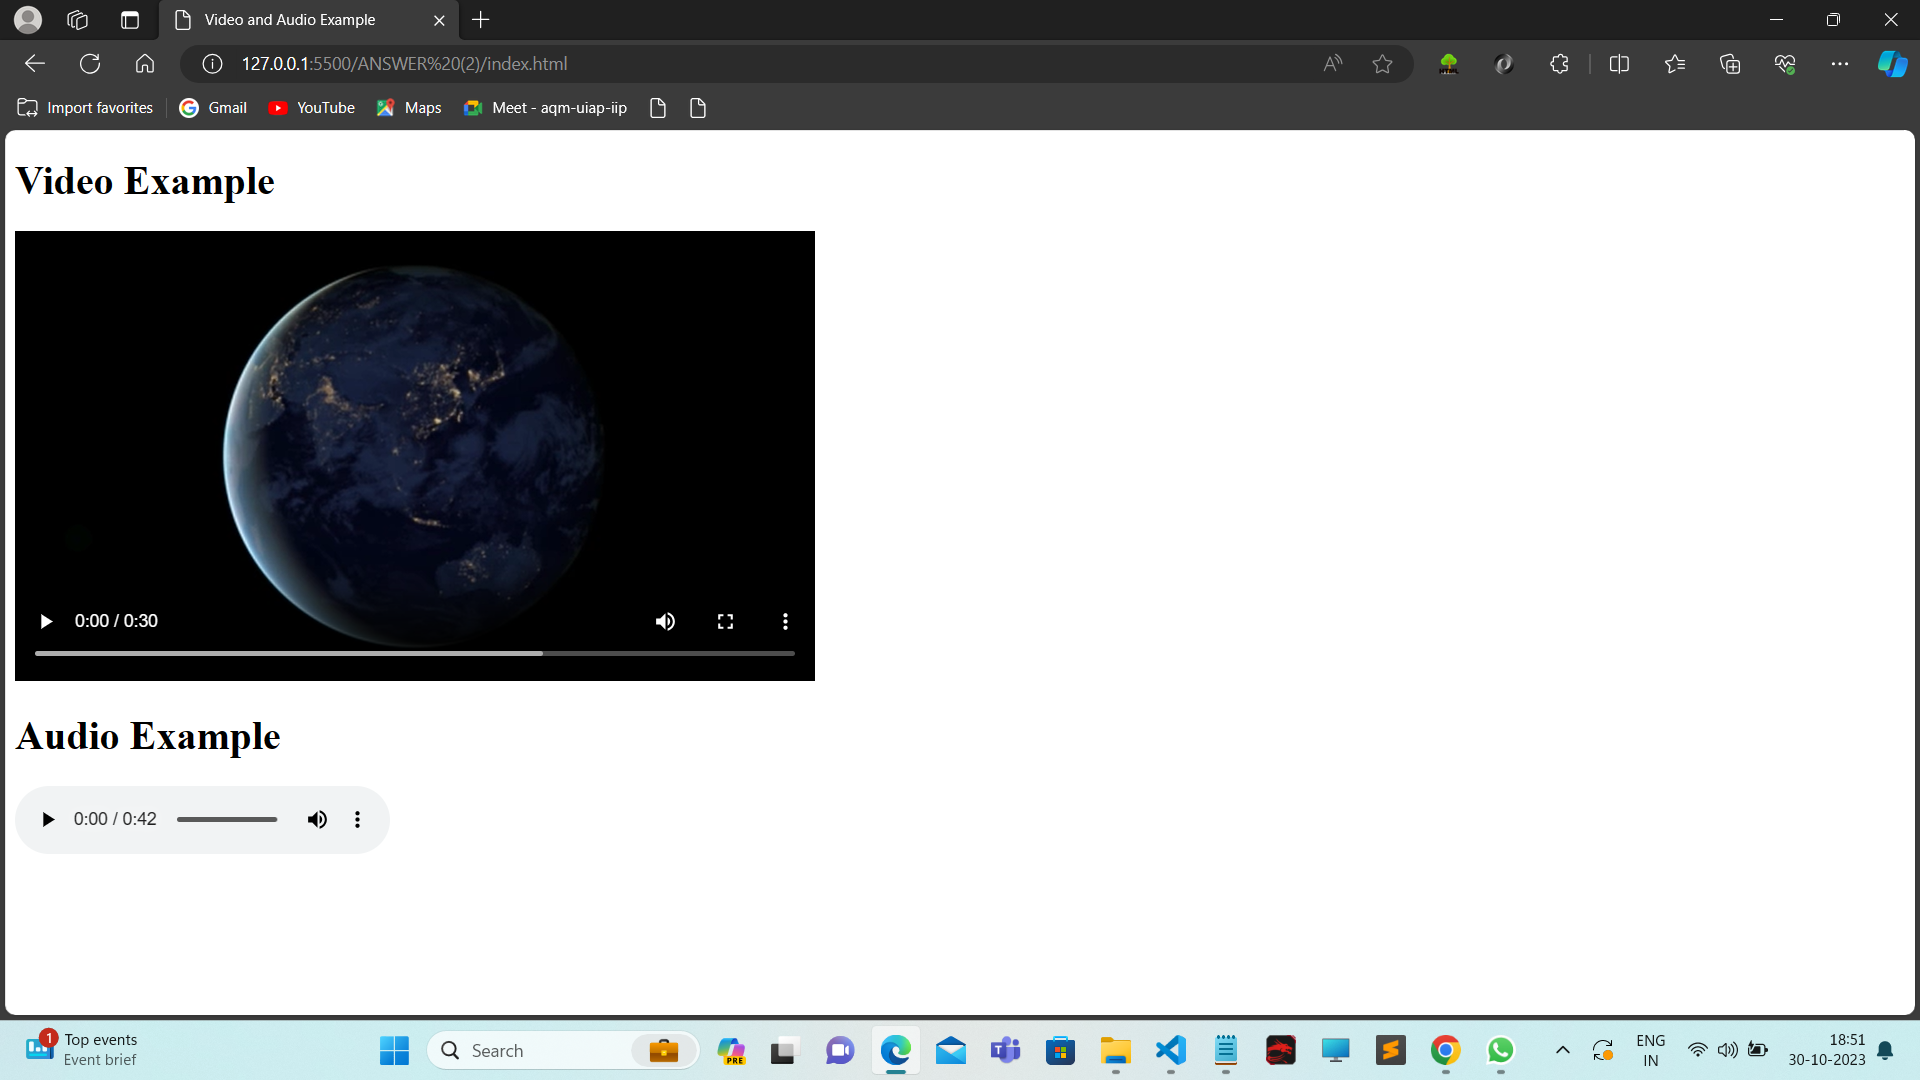 Video and Audio Example
127.0.0.1:5500/ANSWER%20(2)/index.html
Import favorites Gmail YouTube Maps Meet - aqm-uiap-iip
Video Example
0:00 / 0:30
Audio Example
0:00 / 0:42
1 Top events
Event brief
Search
PRE
ENG
IN
18:51
30-10-2023